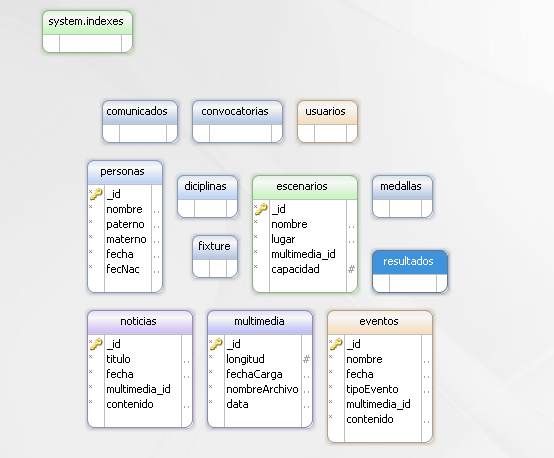 system.indexes
comunicados
convocatorias
usuarios
personas
_id
nombre
paterno
materno
fecha
fecNac
diciplinas
escenarios
_id
nombre
lugar
multimedia_id
capacidad #
medallas
fixture
resultados
noticias
_id
titulo
fecha
multimedia_id
contenido
multimedia
_id
longitud #
fechaCarga
nombreArchivo
data
eventos
_id
nombre
fecha
tipoEvento
multimedia_id
contenido